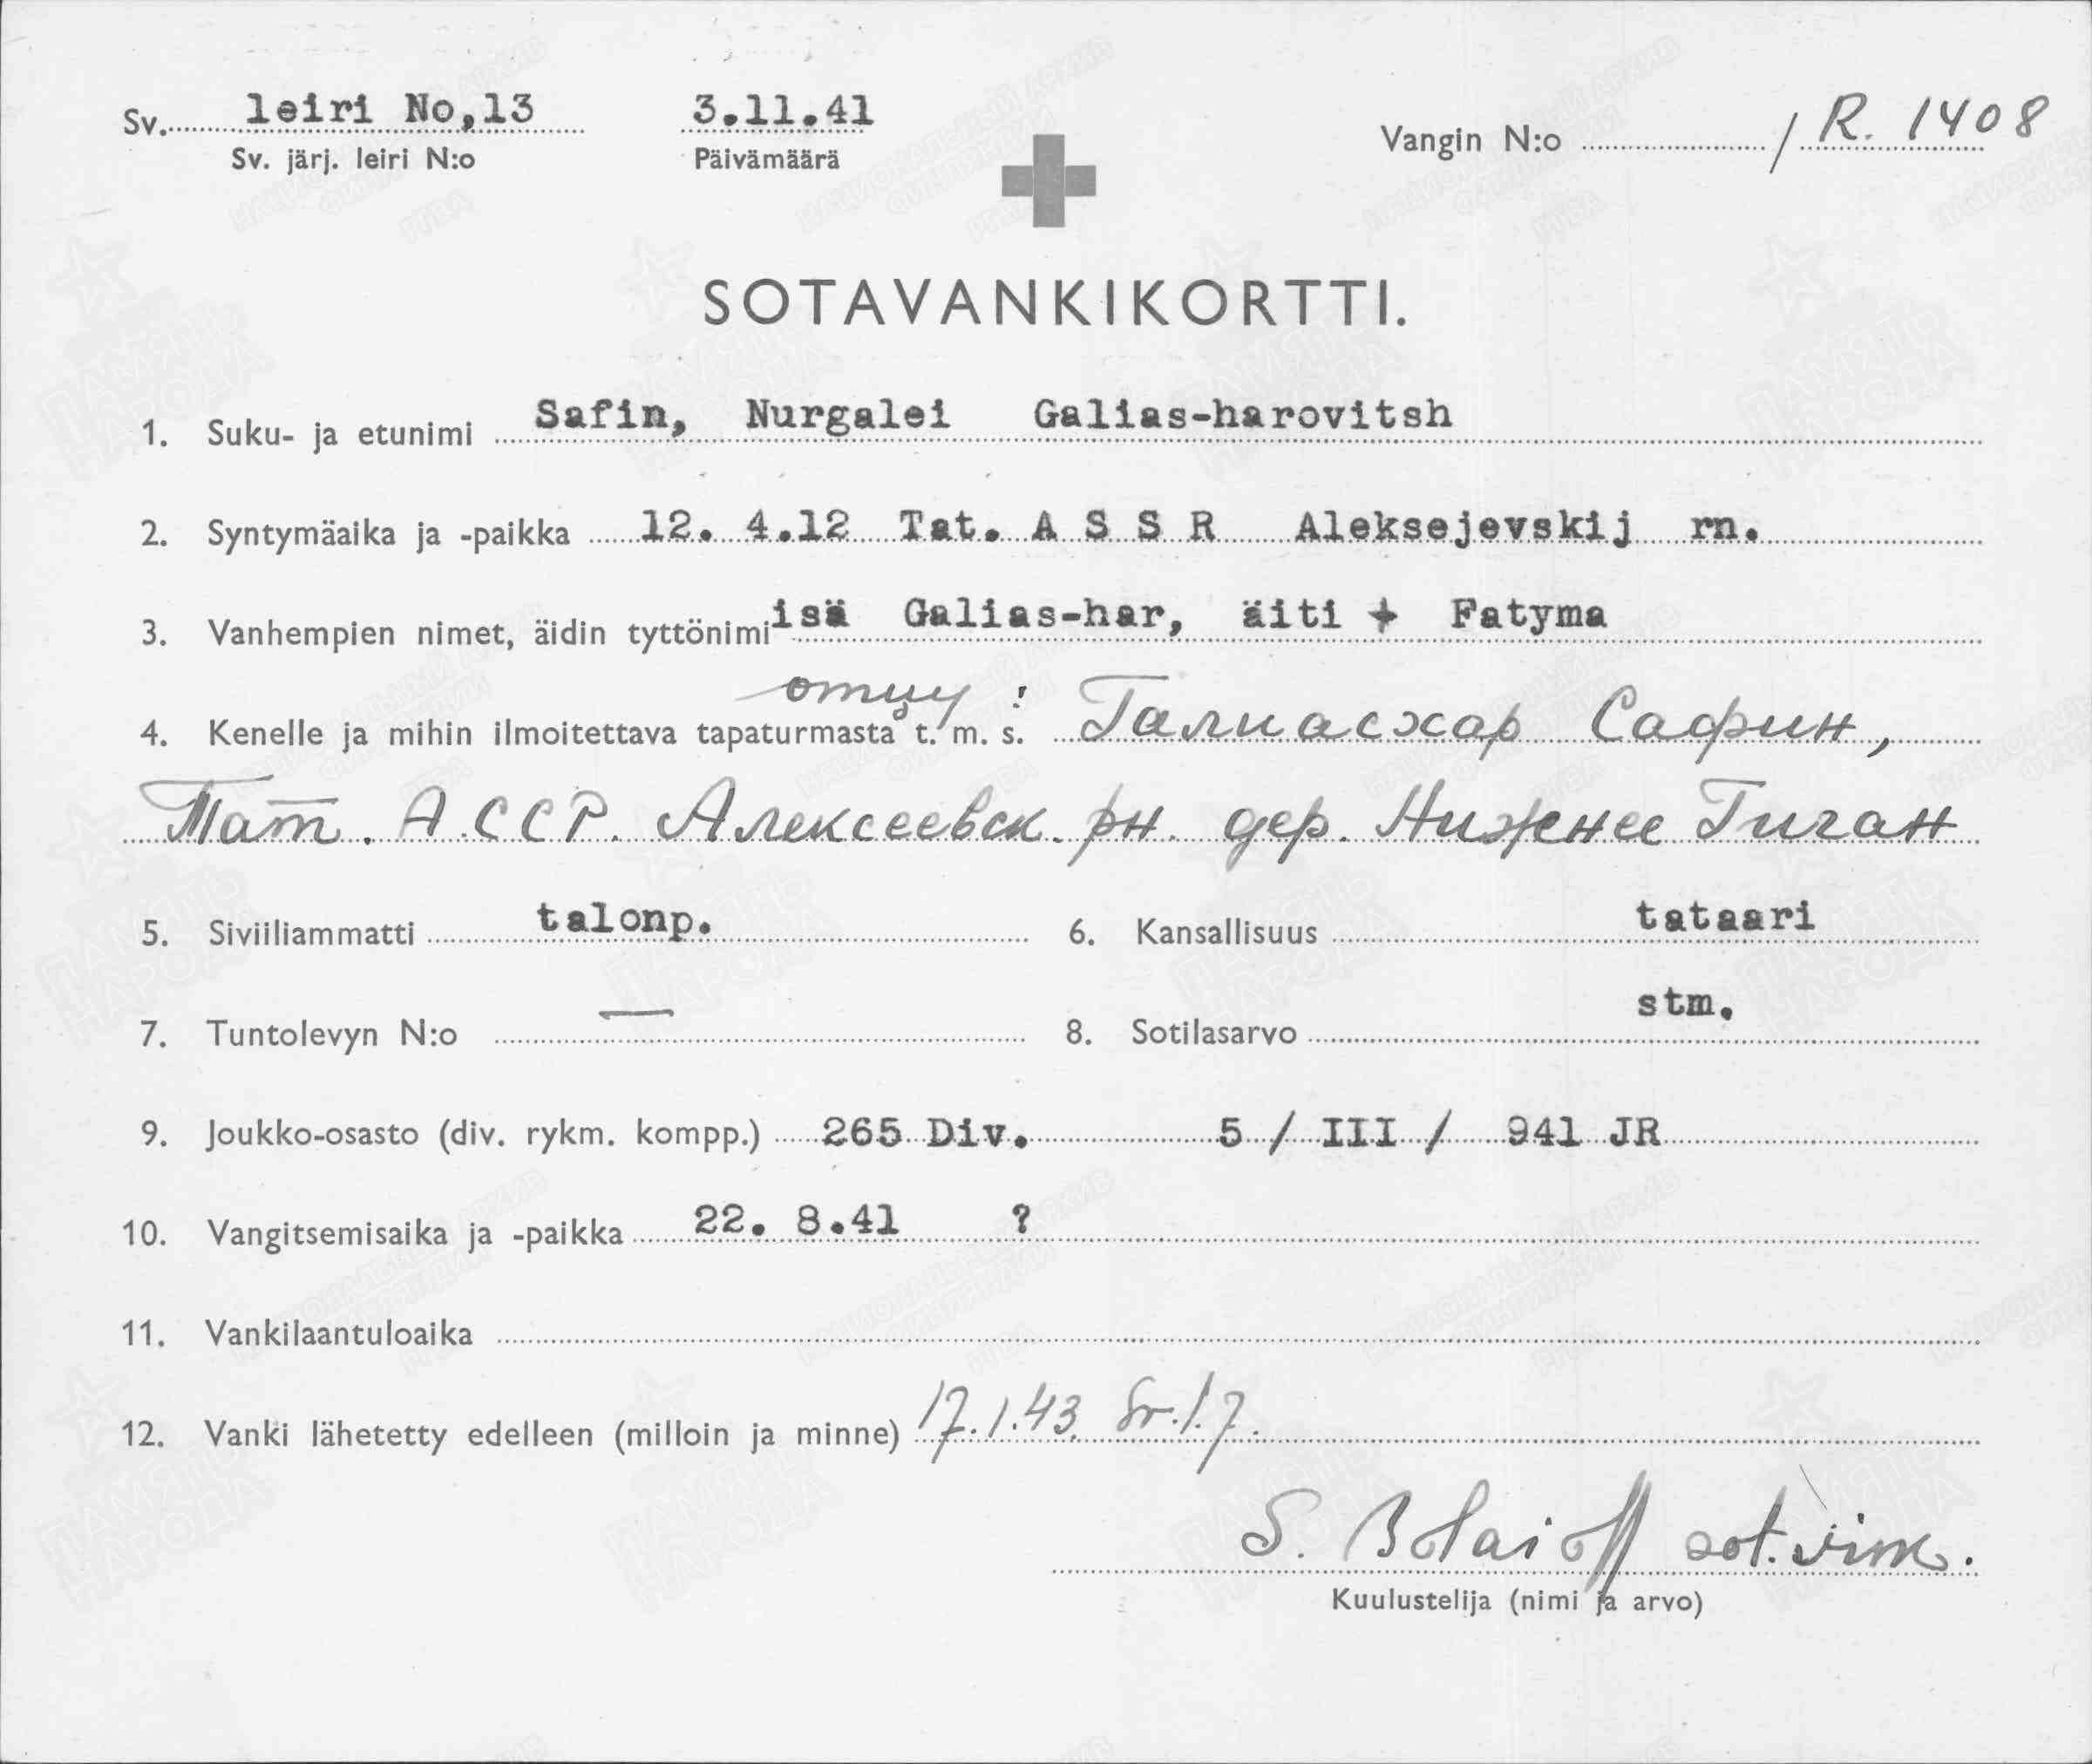 Sv. leiri No,13 3.11.41 Vangin N:o / R. 1408
Sv. järj. leiri N:o Päivämäärä
SOTAVANKIKORTTI.
1. Suku- ja etunimi Safin, Nurgalei Galias-harovitsh
2. Syntymäaika ja -paikka 12. 4.12 Tat. A S S R Aleksejevskij rn.
3. Vanhempien nimet, äidin tyttönimi isä Galias-har, äiti + Fatyma
отцу:
4. Kenelle ja mihin ilmoitettava tapaturmasta t. m. s. Галиасхар Сафин,
Тат. А.С.С.Р. Алексеевск. рн. дер. Нижнее Тиган
5. Siviiliammatti talonp. 6. Kansallisuus tataari
7. Tuntolevyn N:o — 8. Sotilasarvo stm.
9. Joukko-osasto (div. rykm. kompp.) 265 Div. 5 / III / 941 JR
10. Vangitsemisaika ja -paikka 22. 8.41 ?
11. Vankilaantuloaika
12. Vanki lähetetty edelleen (milloin ja minne) 17.1.43
S. sot.virk.
Kuulustelija (nimi ja arvo)